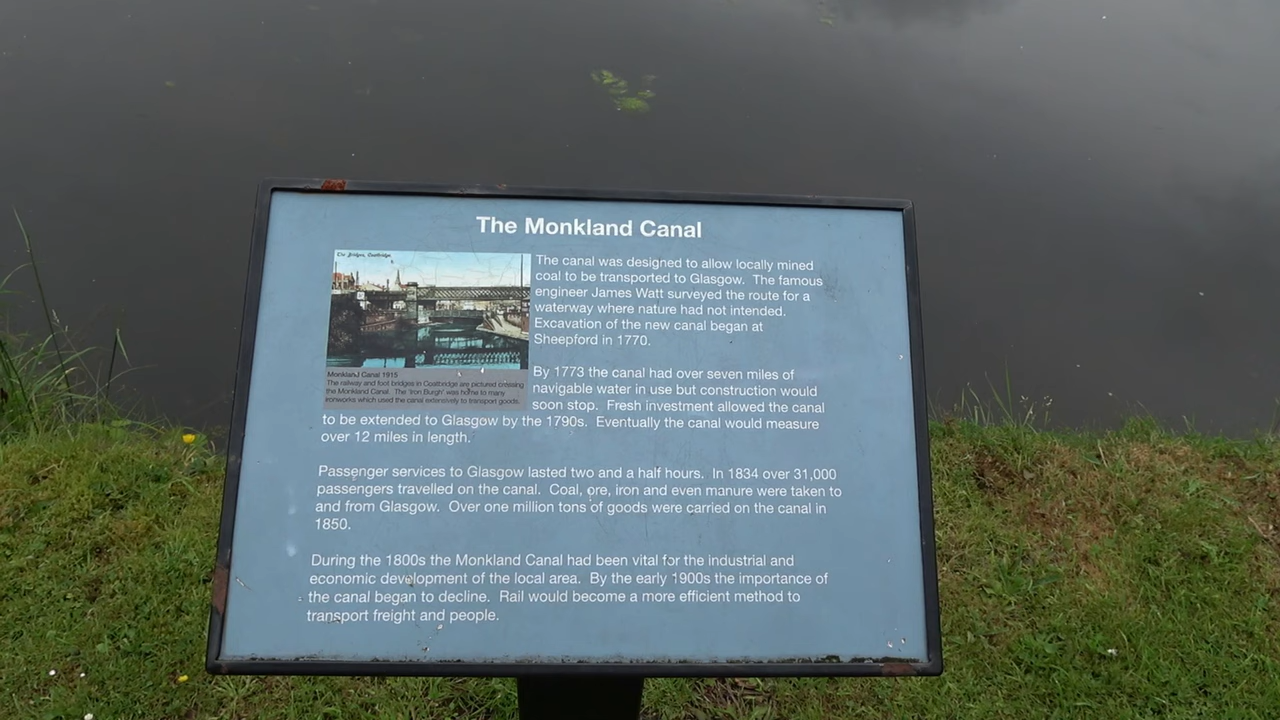 The Monkland Canal
The Bridges, Coatbridge.
Monkland Canal 1915
The railway and foot bridges in Coatbridge are pictured crossing
the Monkland Canal. The 'Iron Burgh' was home to many
ironworks which used the canal extensively to transport goods.
The canal was designed to allow locally mined
coal to be transported to Glasgow. The famous
engineer James Watt surveyed the route for a
waterway where nature had not intended.
Excavation of the new canal began at
Sheepford in 1770.
By 1773 the canal had over seven miles of
navigable water in use but construction would
soon stop. Fresh investment allowed the canal
to be extended to Glasgow by the 1790s. Eventually the canal would measure
over 12 miles in length.
Passenger services to Glasgow lasted two and a half hours. In 1834 over 31,000
passengers travelled on the canal. Coal, ore, iron and even manure were taken to
and from Glasgow. Over one million tons of goods were carried on the canal in
1850.
During the 1800s the Monkland Canal had been vital for the industrial and
economic development of the local area. By the early 1900s the importance of
the canal began to decline. Rail would become a more efficient method to
transport freight and people.